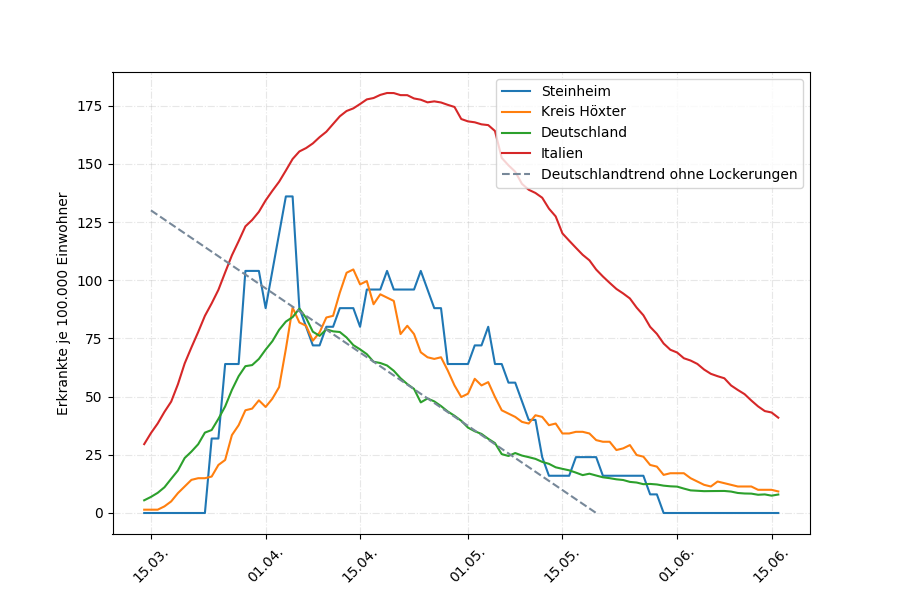 Erkrankte je 100.000 Einwohner
175
150
125
100
75
50
25
0
Steinheim
Kreis Höxter
Deutschland
Italien
Deutschlandtrend ohne Lockerungen
15.03.
01.04.
15.04.
01.05.
15.05.
01.06.
15.06.